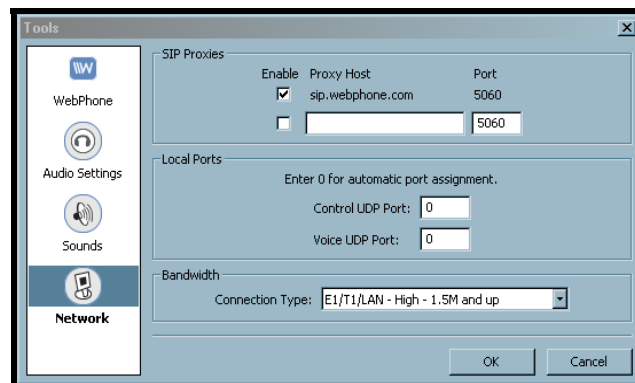 Tools
WebPhone
Audio Settings
Sounds
Network
SIP Proxies
Enable Proxy Host Port
sip.webphone.com 5060
5060
Local Ports
Enter 0 for automatic port assignment.
Control UDP Port: 0
Voice UDP Port: 0
Bandwidth
Connection Type: E1/T1/LAN - High - 1.5M and up
OK Cancel